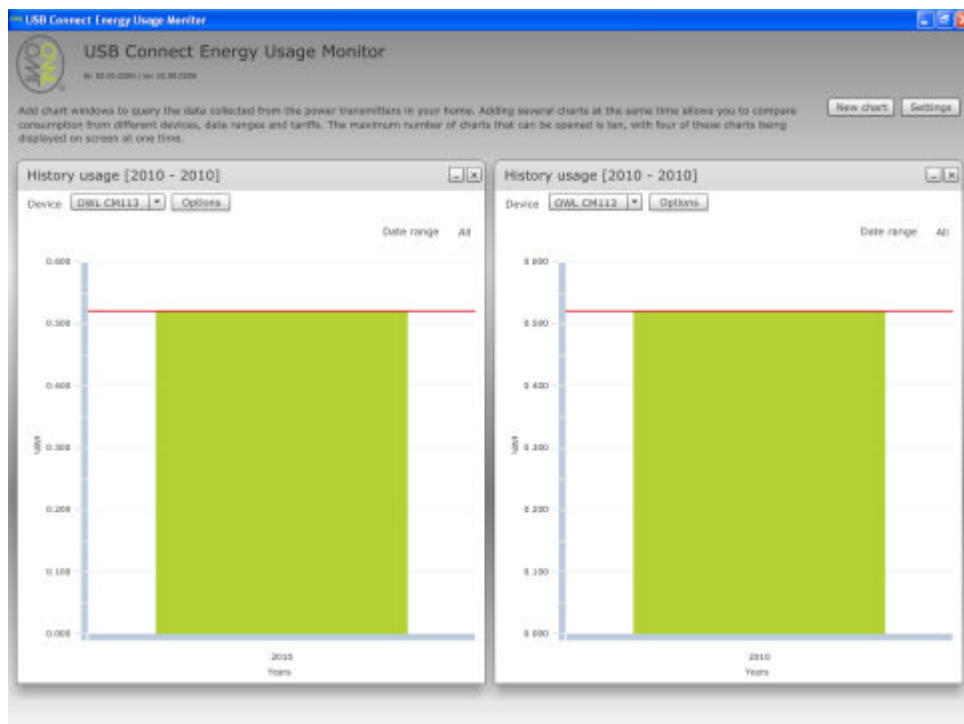 USB Connect Energy Usage Monitor
USB Connect Energy Usage Monitor
Add chart windows to query the data collected from the power transmitters in your home. Adding several charts at the same time allows you to compare
consumption from different devices, date ranges and tariffs. The maximum number of charts that can be opened is ten, with four of these charts being
displayed on screen at one time.
New chart Settings
History usage [2010 - 2010]
Device OWL CM113 Options
Date range All
0.600
0.500
0.400
0.300
0.200
0.100
0.000
kWh
2010
Years
History usage [2010 - 2010]
Device OWL CM113 Options
Date range All
0.600
0.500
0.400
0.300
0.200
0.100
0.000
kWh
2010
Years